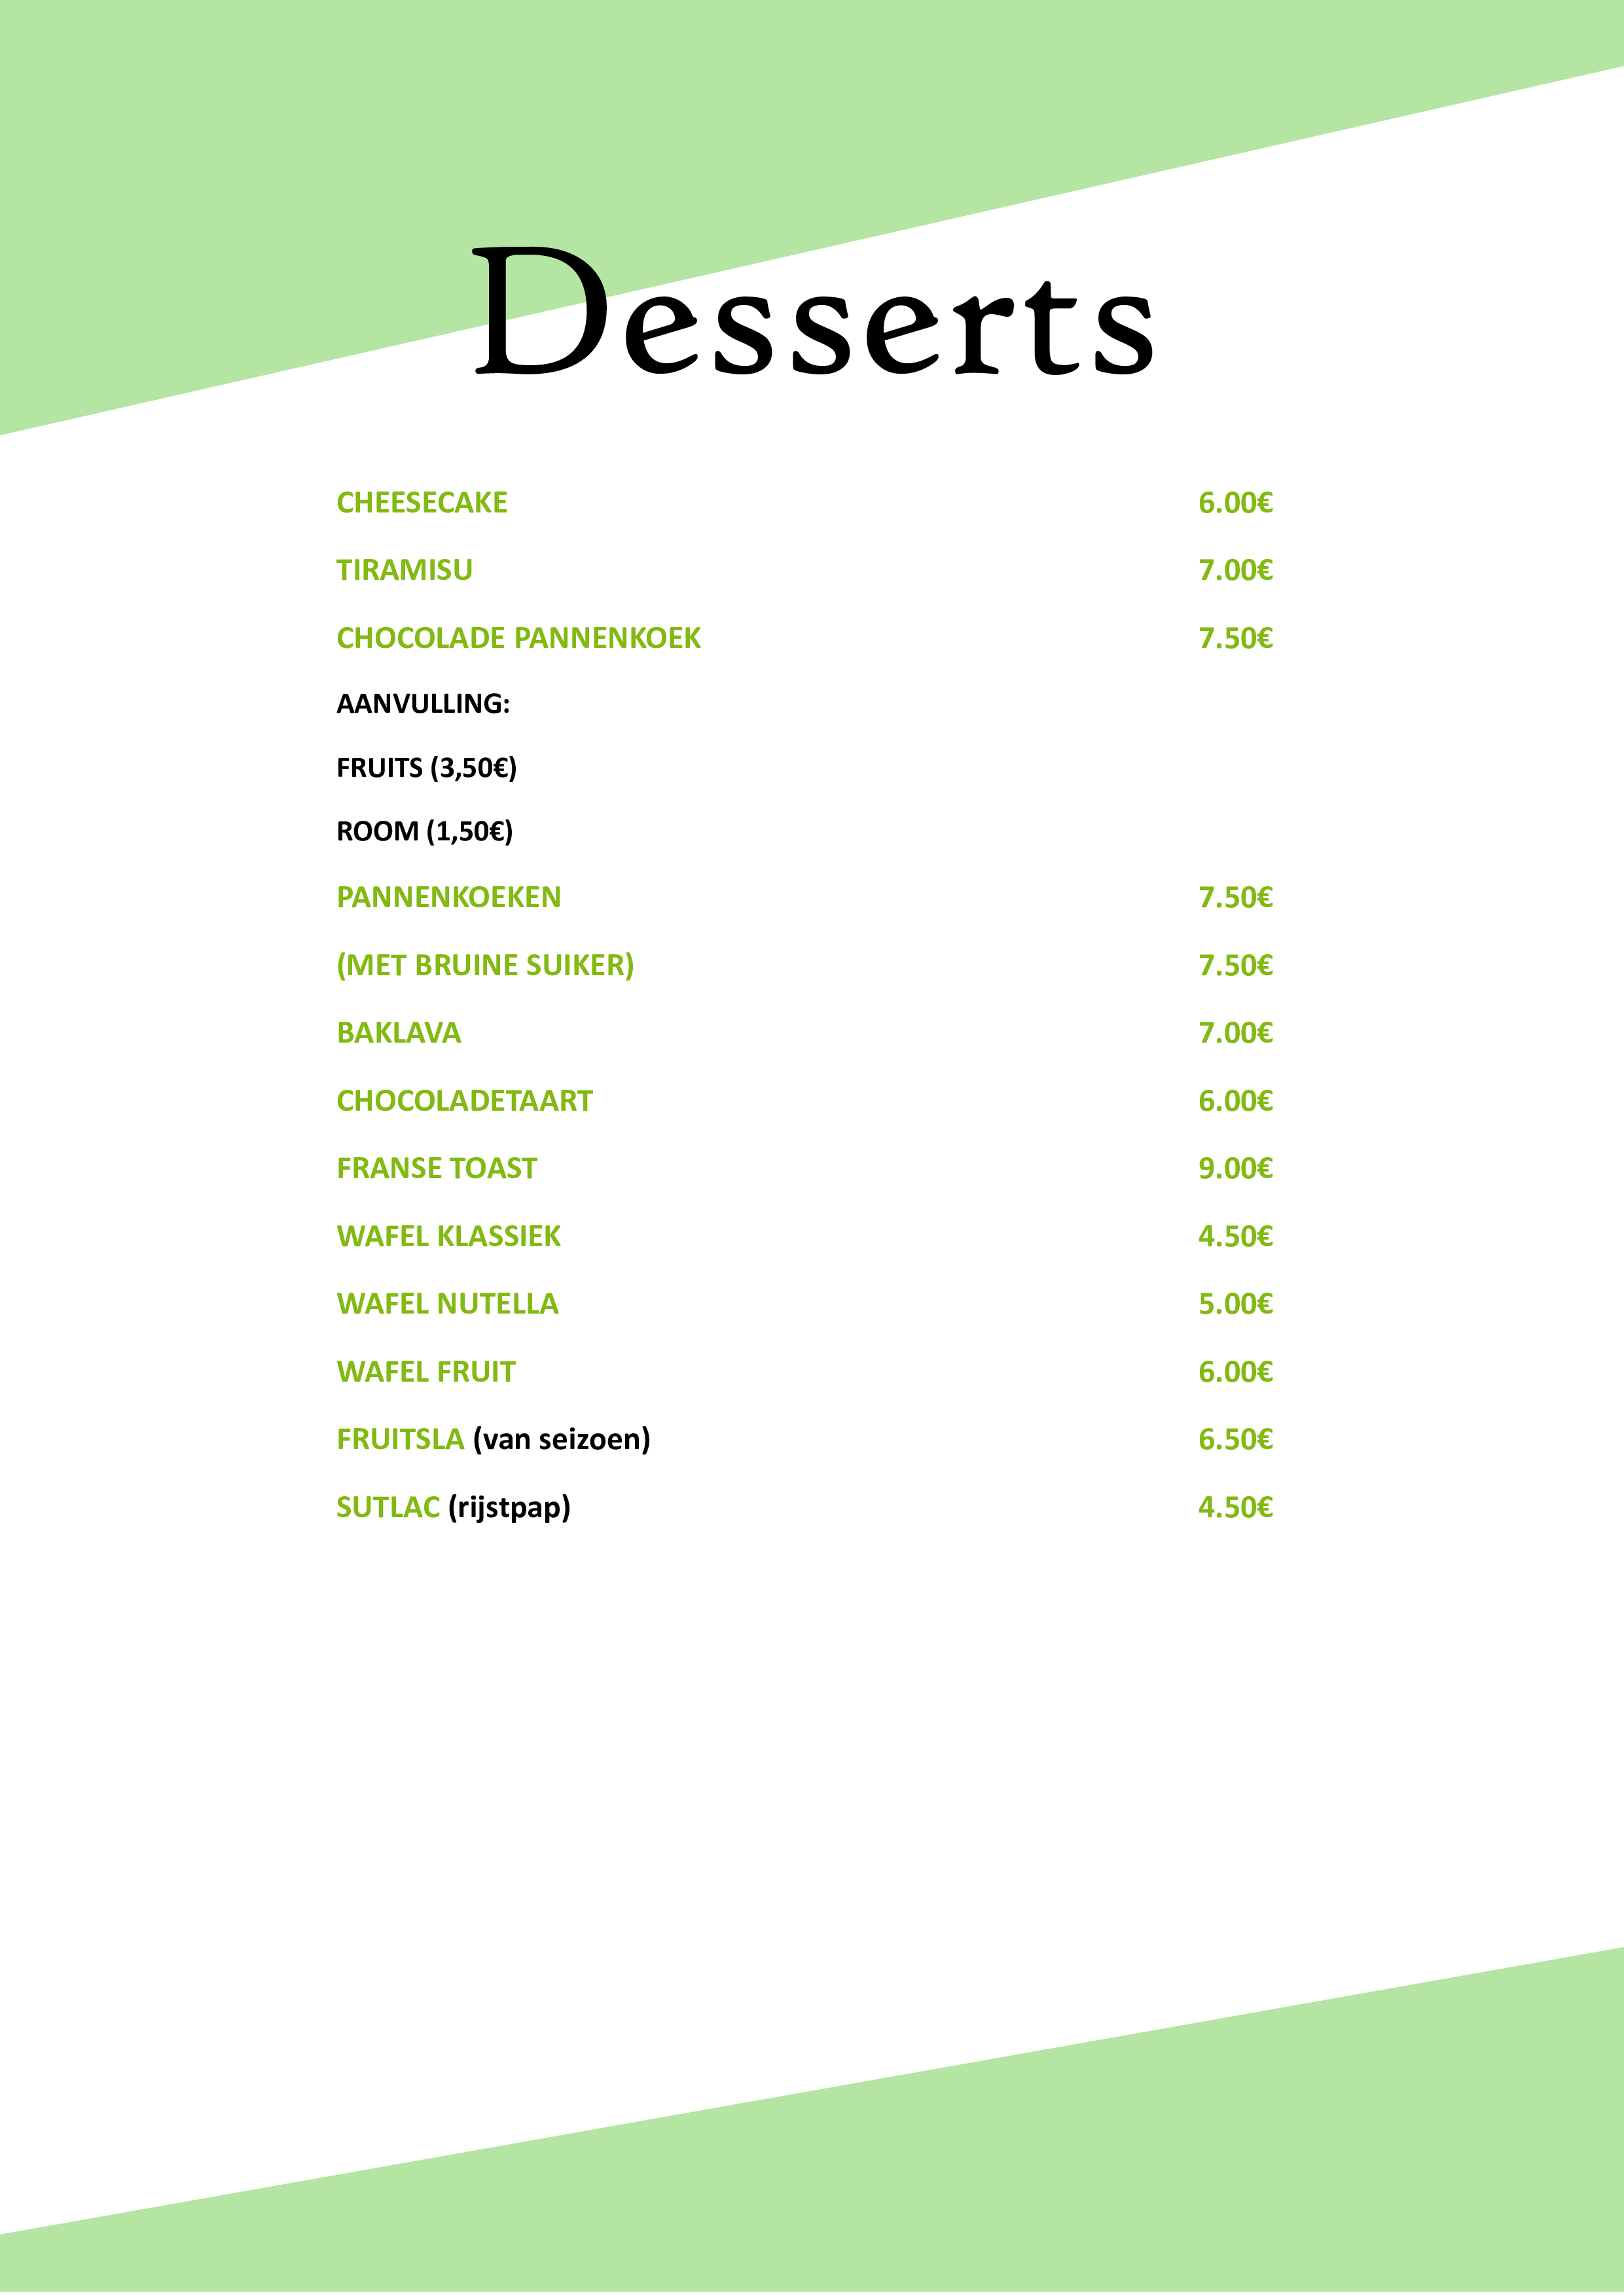 Desserts
CHEESECAKE 6.00€
TIRAMISU 7.00€
CHOCOLADE PANNENKOEK 7.50€
AANVULLING:
FRUITS (3,50€)
ROOM (1,50€)
PANNENKOEKEN 7.50€
(MET BRUINE SUIKER) 7.50€
BAKLAVA 7.00€
CHOCOLADETAART 6.00€
FRANSE TOAST 9.00€
WAFEL KLASSIEK 4.50€
WAFEL NUTELLA 5.00€
WAFEL FRUIT 6.00€
FRUITSLA (van seizoen) 6.50€
SUTLAC (rijstpap) 4.50€